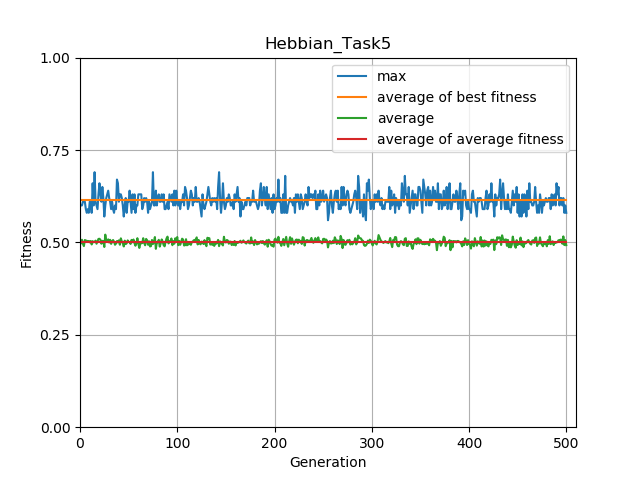 Hebbian_Task5
1.00
0.75
0.50
0.25
0.00
Fitness
max
average of best fitness
average
average of average fitness
0 100 200 300 400 500
Generation